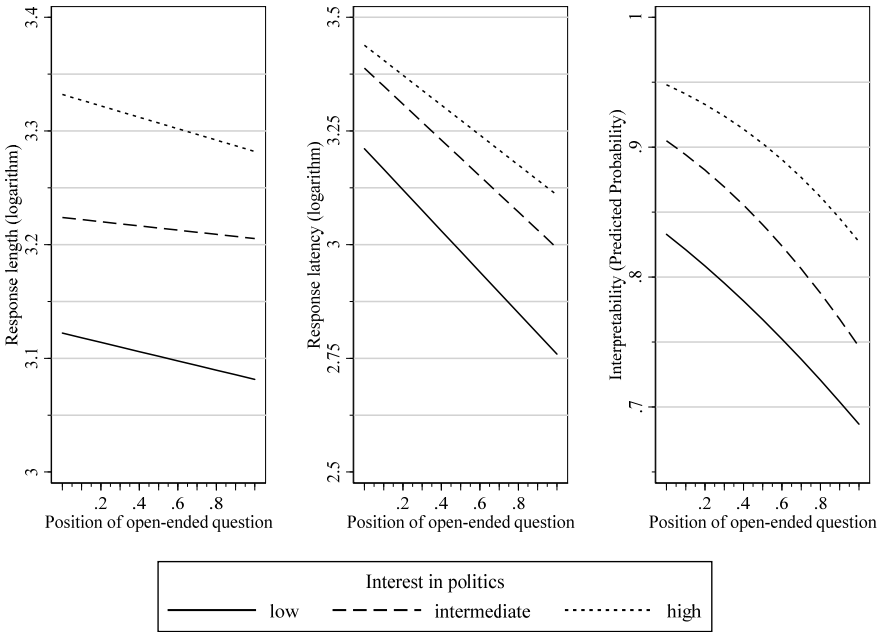 Response length (logarithm)
3.4
3.3
3.2
3.1
3
.2 .4 .6 .8
Position of open-ended question
Response latency (logarithm)
3.5
3.25
3
2.75
2.5
.2 .4 .6 .8
Position of open-ended question
Interpretability (Predicted Probability)
1
.9
.8
.7
.2 .4 .6 .8
Position of open-ended question
Interest in politics
low intermediate high